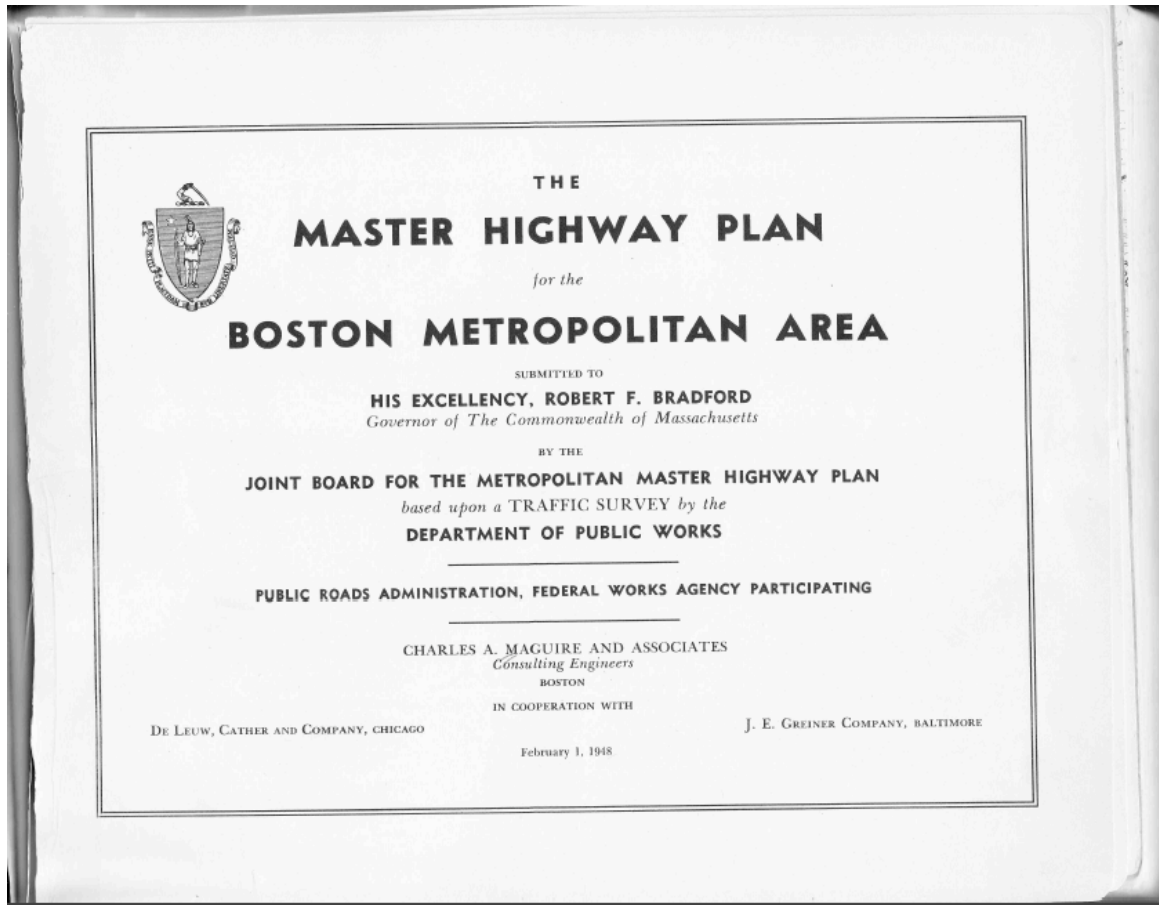 THE
MASTER HIGHWAY PLAN
for the
BOSTON METROPOLITAN AREA
SUBMITTED TO
HIS EXCELLENCY, ROBERT F. BRADFORD
Governor of The Commonwealth of Massachusetts
BY THE
JOINT BOARD FOR THE METROPOLITAN MASTER HIGHWAY PLAN
based upon a TRAFFIC SURVEY by the
DEPARTMENT OF PUBLIC WORKS
PUBLIC ROADS ADMINISTRATION, FEDERAL WORKS AGENCY PARTICIPATING
CHARLES A. MAGUIRE AND ASSOCIATES
Consulting Engineers
BOSTON
IN COOPERATION WITH
DE LEUW, CATHER AND COMPANY, CHICAGO
J. E. GREINER COMPANY, BALTIMORE
February 1, 1948